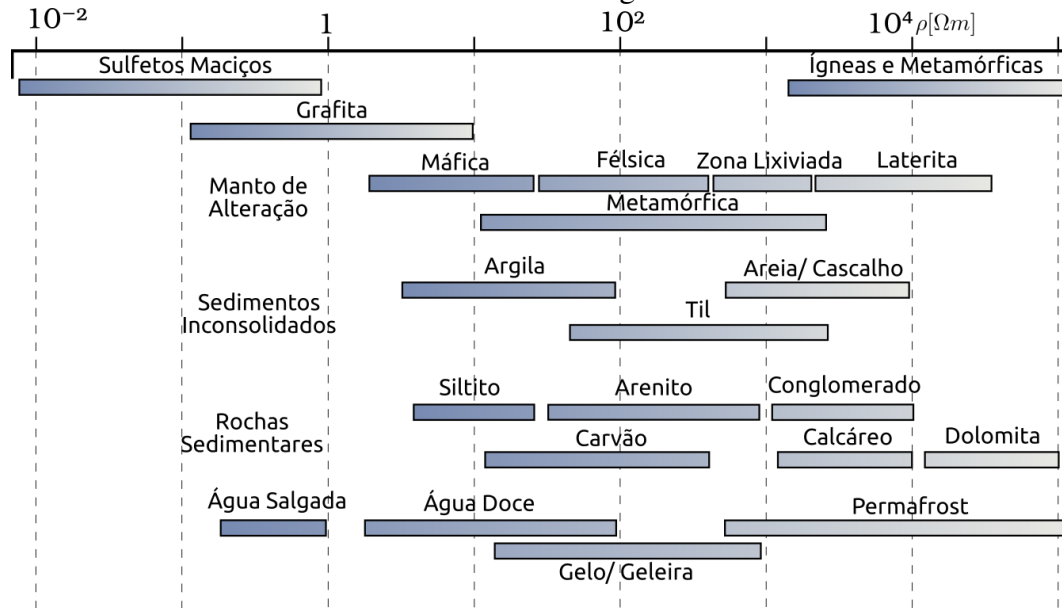 10⁻² 1 10² 10⁴ ρ[Ωm]
Sulfetos Maciços Ígneas e Metamórficas
Grafita
Máfica Félsica Zona Lixiviada Laterita
Manto de
Alteração
Metamórfica
Argila Areia/ Cascalho
Sedimentos
Inconsolidados
Til
Siltito Arenito Conglomerado
Rochas
Sedimentares
Carvão Calcáreo Dolomita
Água Salgada Água Doce Permafrost
Gelo/ Geleira